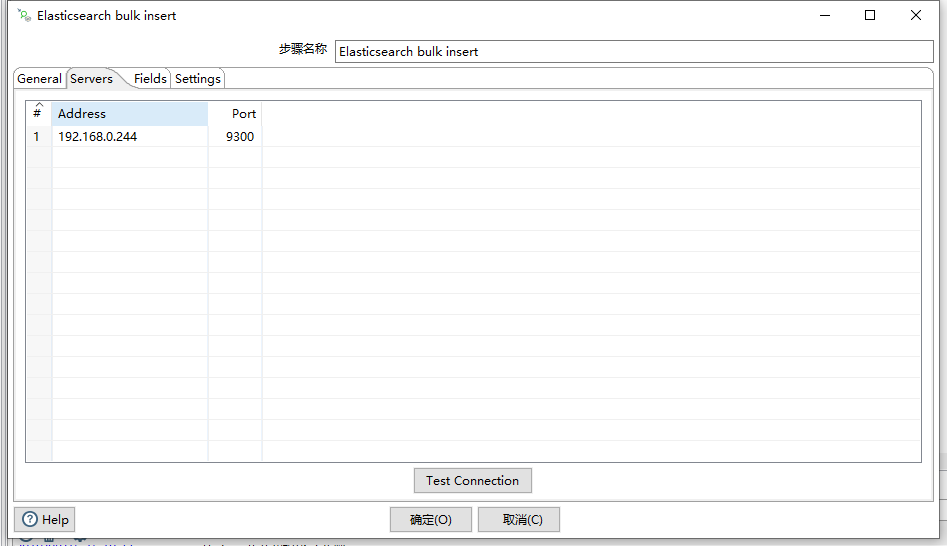 Elasticsearch bulk insert
步骤名称 Elasticsearch bulk insert
General Servers Fields Settings
# Address Port
1 192.168.0.244 9300
Test Connection
Help 确定(O) 取消(C)